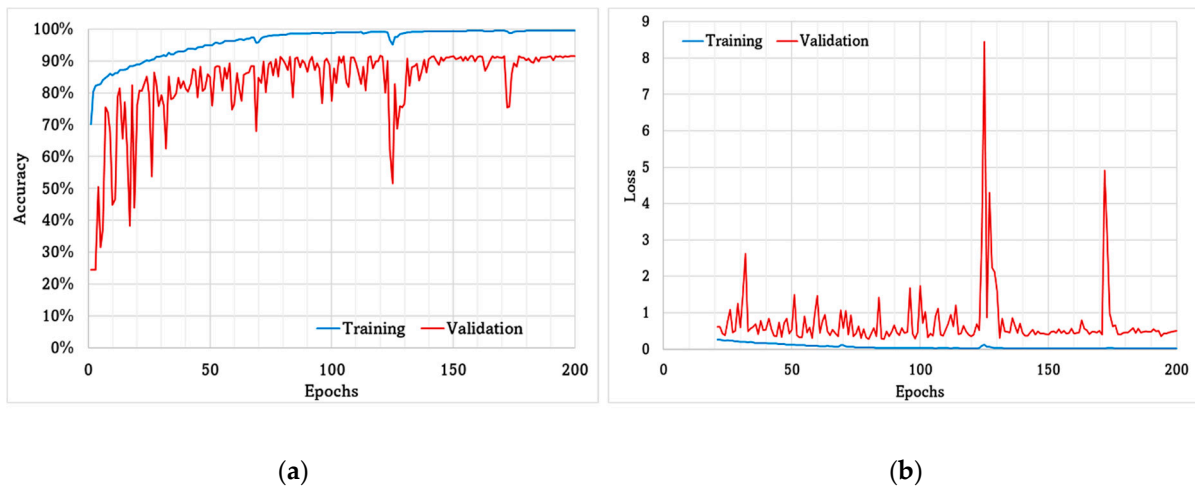 100%
90%
80%
70%
60%
50%
40%
30%
20%
10%
0%
Accuracy
Training Validation
0 50 100 150 200
Epochs
(a)
9
8
7
6
5
4
3
2
1
0
Loss
Training Validation
0 50 100 150 200
Epochs
(b)